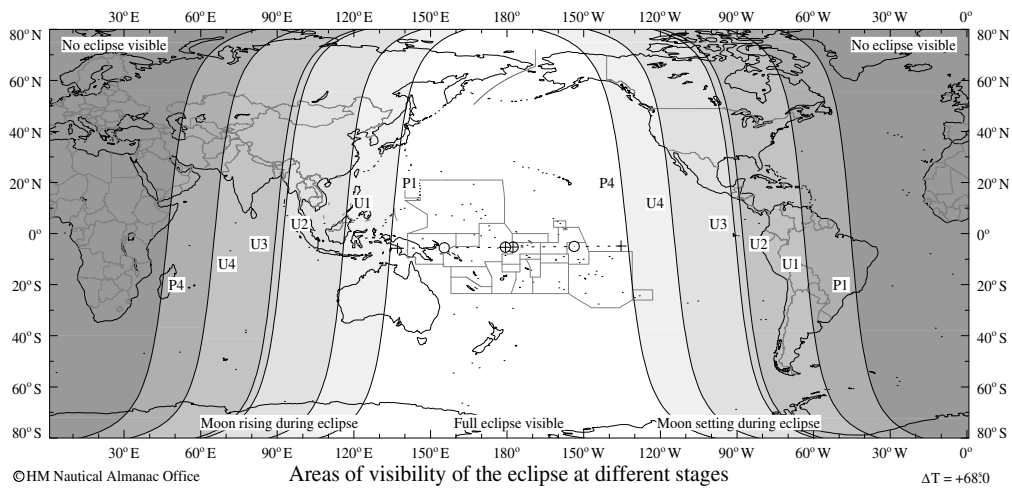 30°E 60°E 90°E 120°E 150°E 180° 150°W 120°W 90°W 60°W 30°W 0°
80°N 80°N
No eclipse visible No eclipse visible
60°N 60°N
40°N 40°N
20°N P1 P4 20°N
U1 U4
U2 U3
0° U3 U2 0°
U4 U1
20°S P4 P1 20°S
40°S 40°S
60°S 60°S
Moon rising during eclipse Full eclipse visible Moon setting during eclipse
80°S 80°S
30°E 60°E 90°E 120°E 150°E 180° 150°W 120°W 90°W 60°W 30°W 0°
©HM Nautical Almanac Office Areas of visibility of the eclipse at different stages ΔT = +68ˢ.0